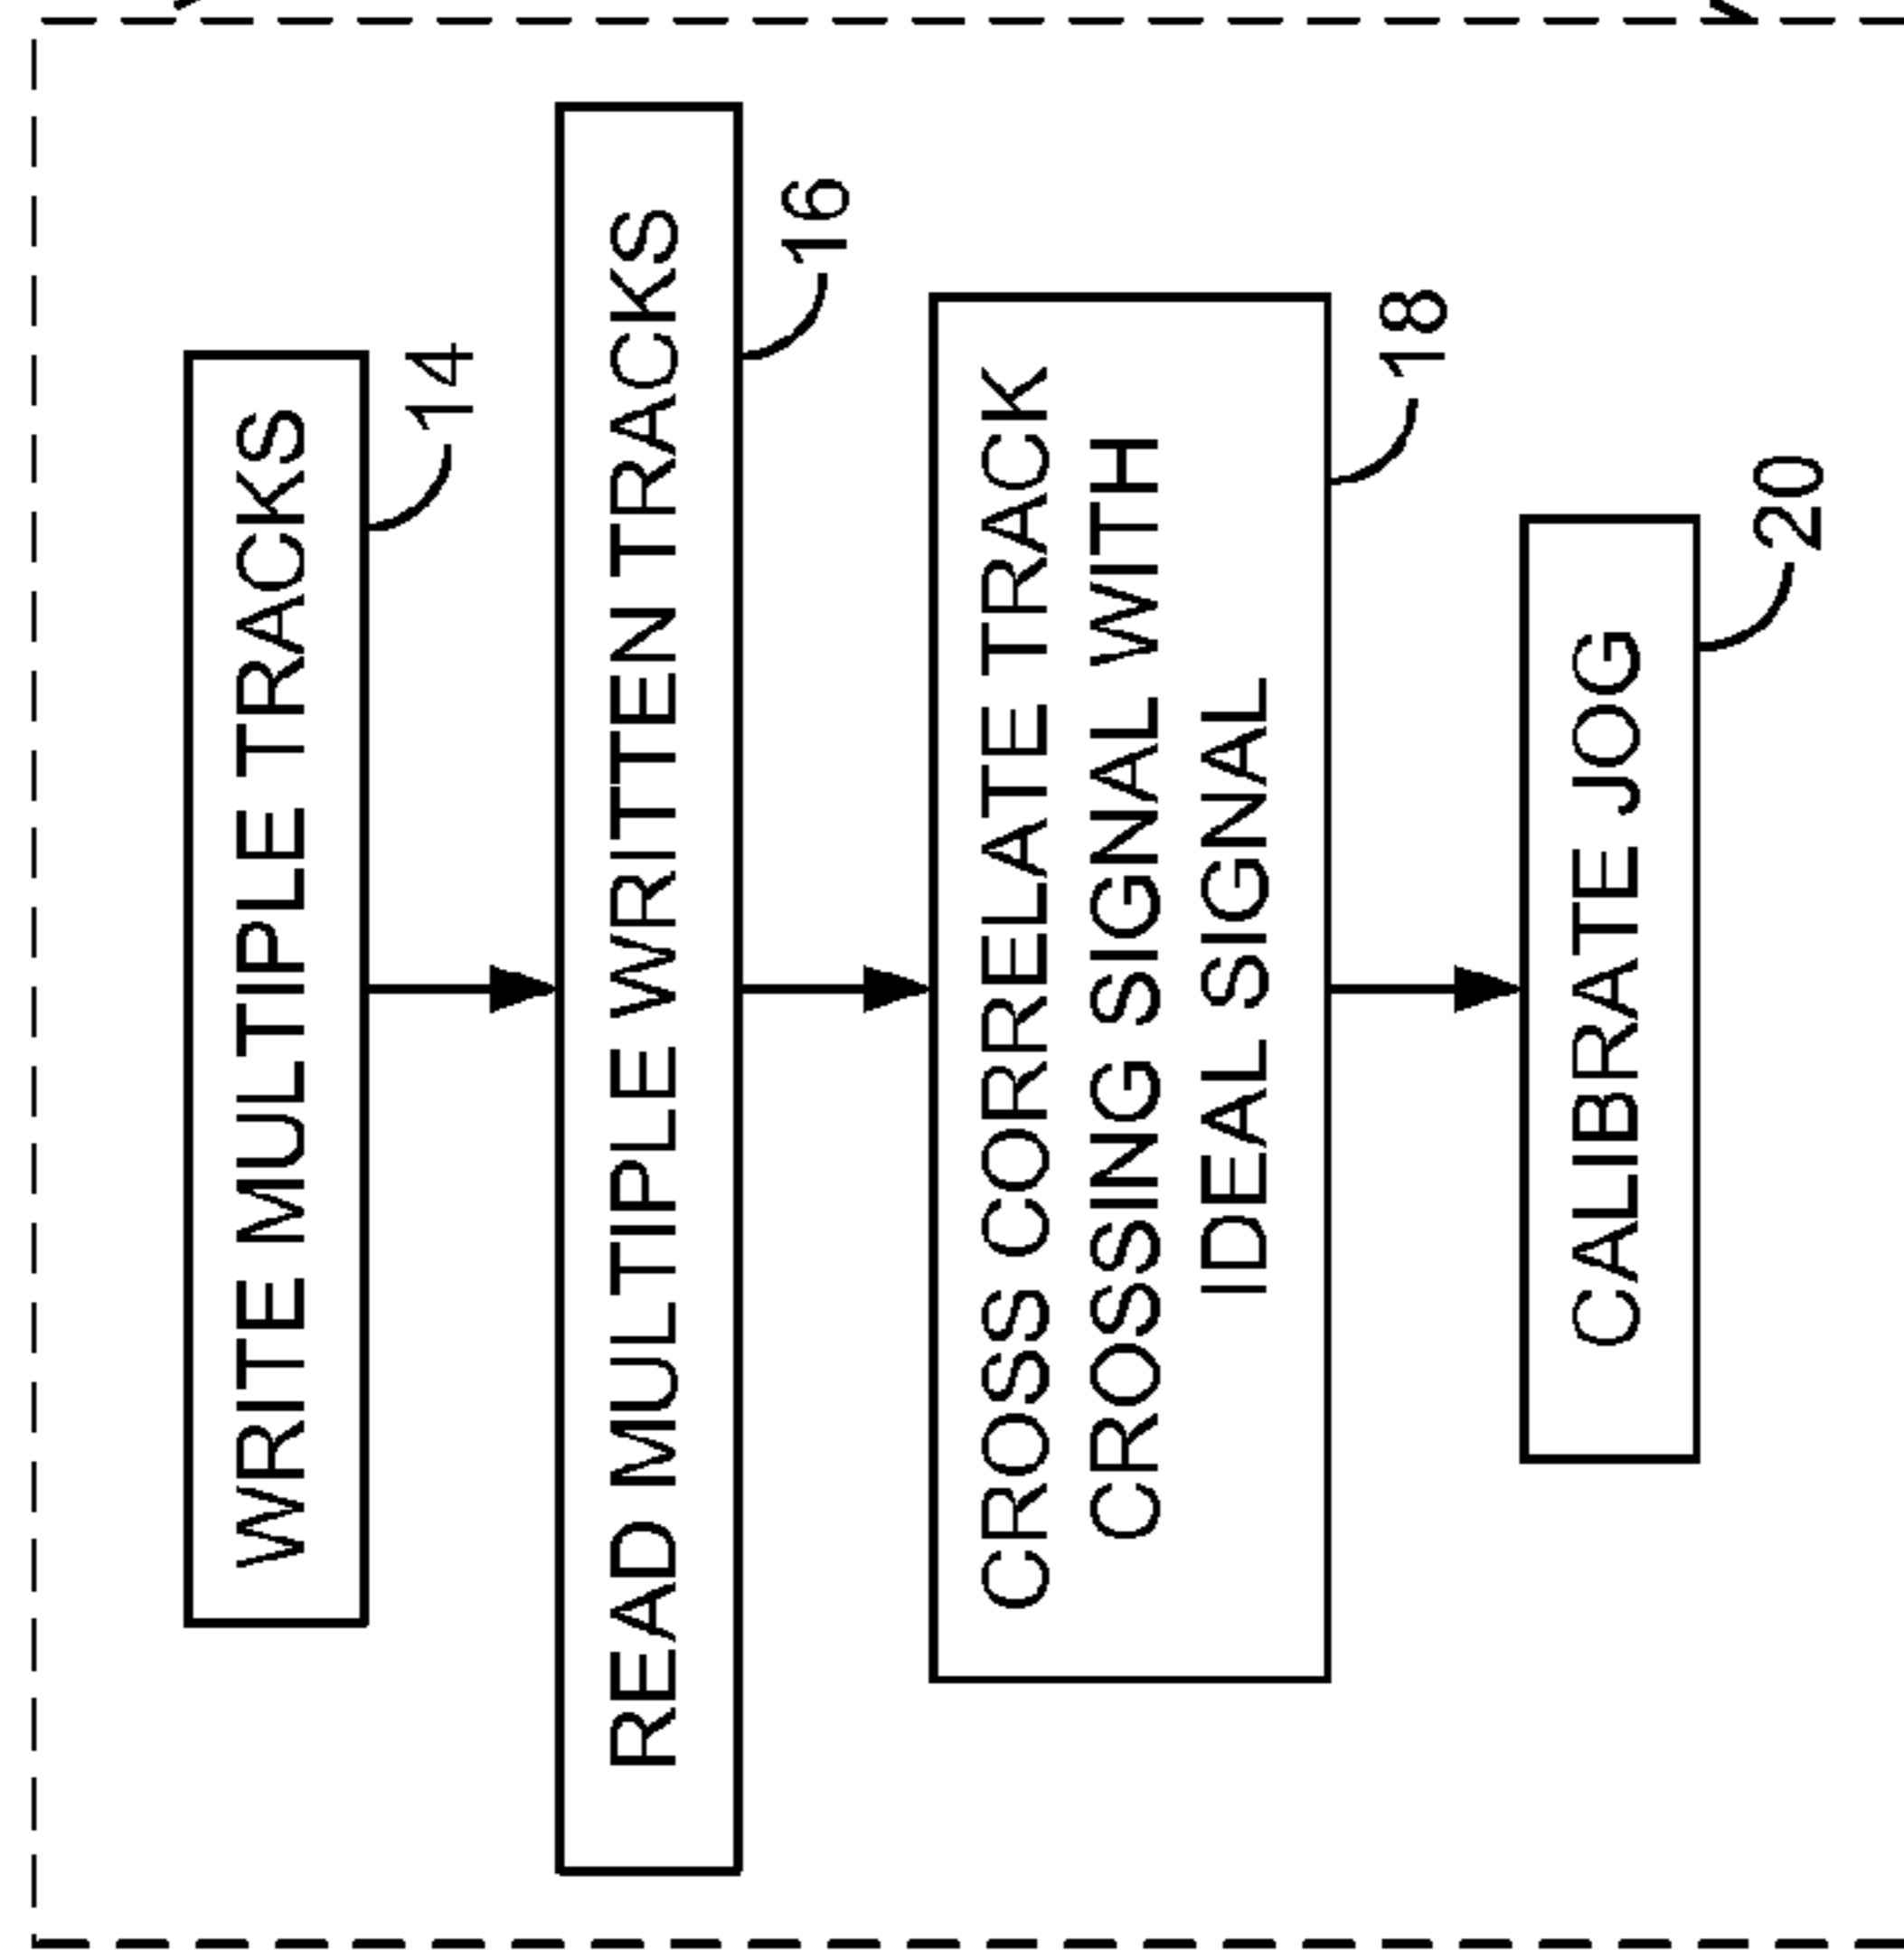 WRITE MULTIPLE TRACKS
14
READ MULTIPLE WRITTEN TRACKS
16
CROSS CORRELATE TRACK
CROSSING SIGNAL WITH
IDEAL SIGNAL
18
CALIBRATE JOG
20